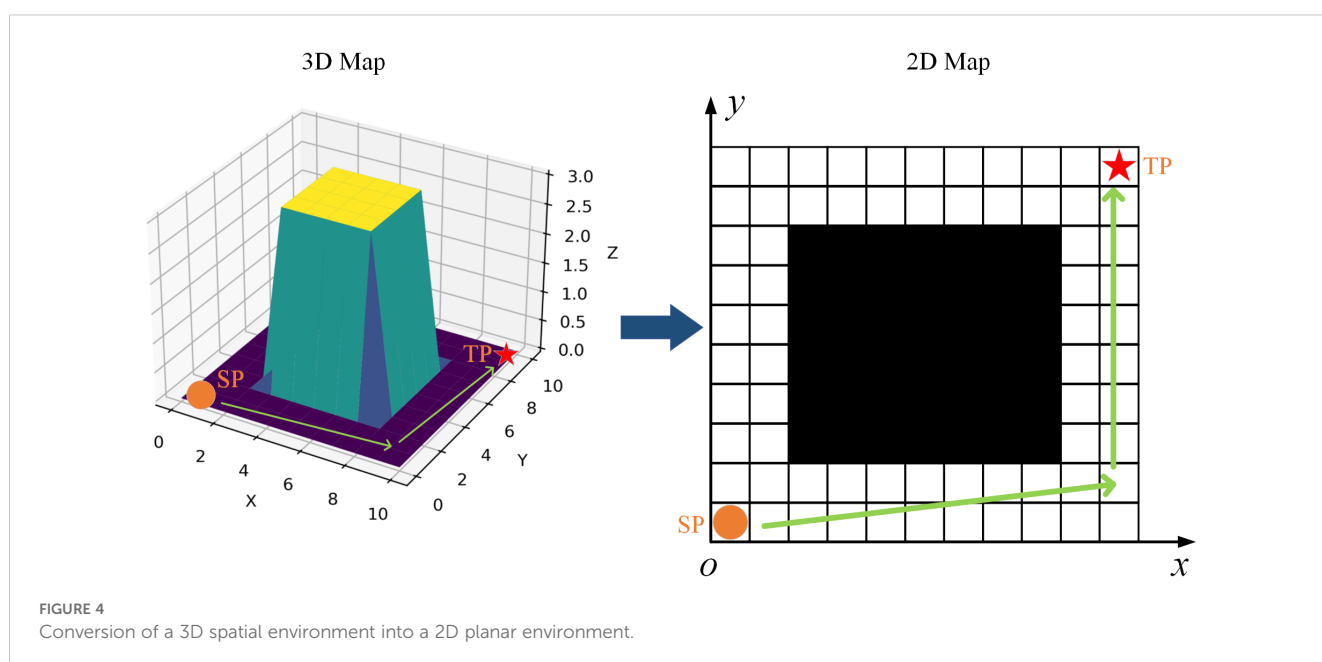 3D Map
2D Map
3.0
2.5
2.0
1.5
1.0
0.5
0.0
Z
SP
TP
0
2
4
6
8
10
X
0
2
4
6
8
10
Y
y
TP
SP
o
x
FIGURE 4
Conversion of a 3D spatial environment into a 2D planar environment.